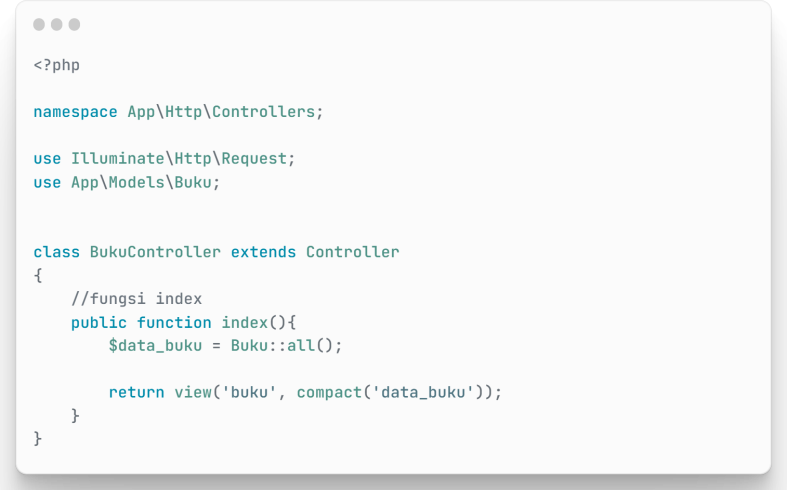 <?php
namespace App\Http\Controllers;
use Illuminate\Http\Request;
use App\Models\Buku;
class BukuController extends Controller
{
    //fungsi index
    public function index(){
        $data_buku = Buku::all();
        return view('buku', compact('data_buku'));
    }
}